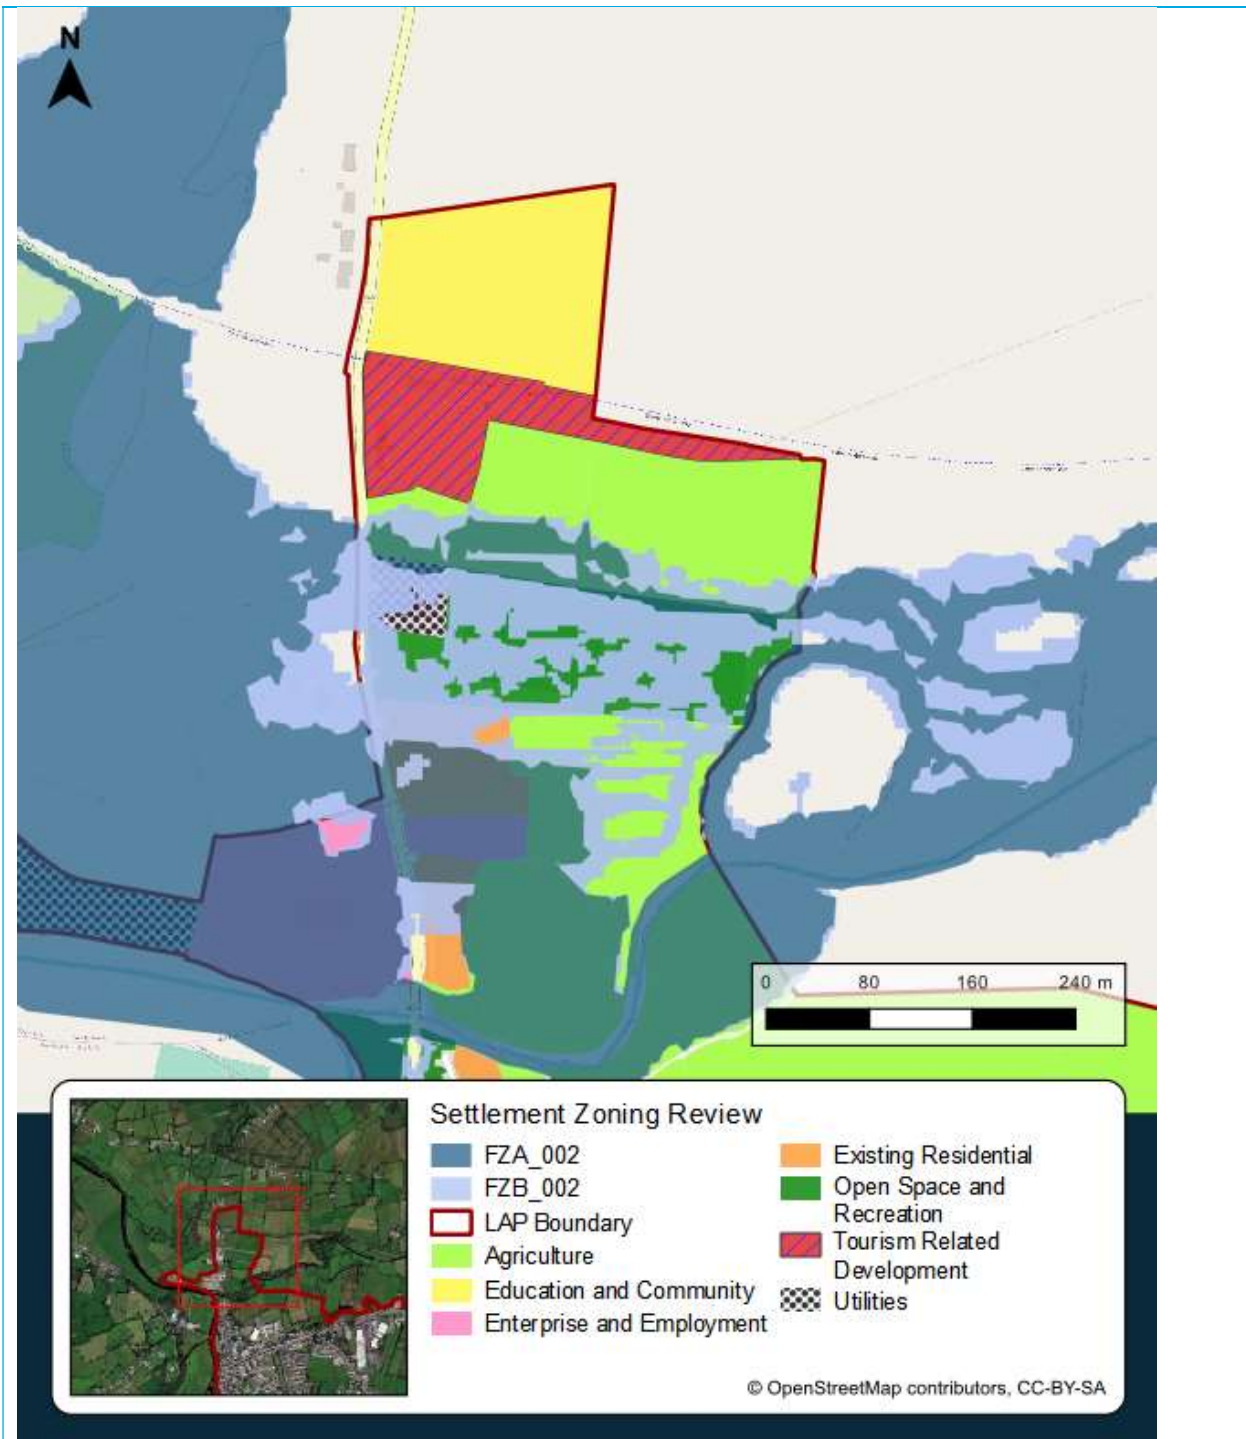 N
0 80 160 240 m
Settlement Zoning Review
FZA_002
FZB_002
LAP Boundary
Agriculture
Education and Community
Enterprise and Employment
Existing Residential
Open Space and
Recreation
Tourism Related
Development
Utilities
© OpenStreetMap contributors, CC-BY-SA